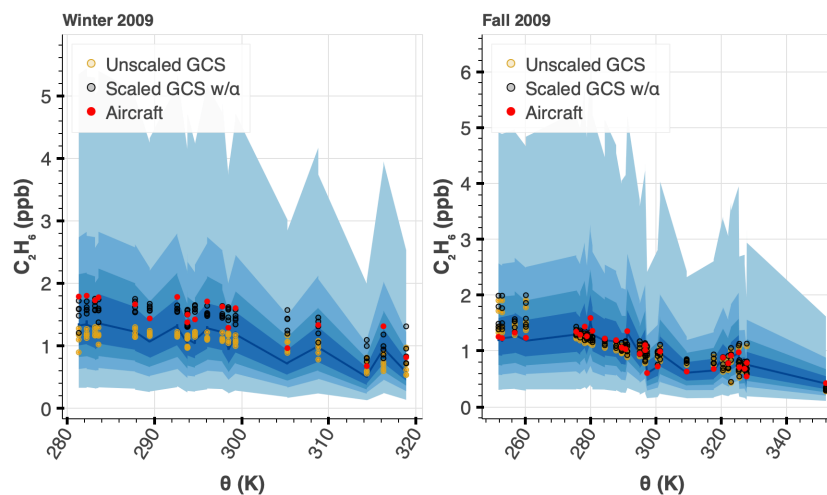 Winter 2009
Unscaled GCS
Scaled GCS w/α
Aircraft
5
4
3
2
1
0
C₂H₆ (ppb)
280
290
300
310
320
θ (K)
Fall 2009
Unscaled GCS
Scaled GCS w/α
Aircraft
6
5
4
3
2
1
0
C₂H₆ (ppb)
260
280
300
320
340
θ (K)